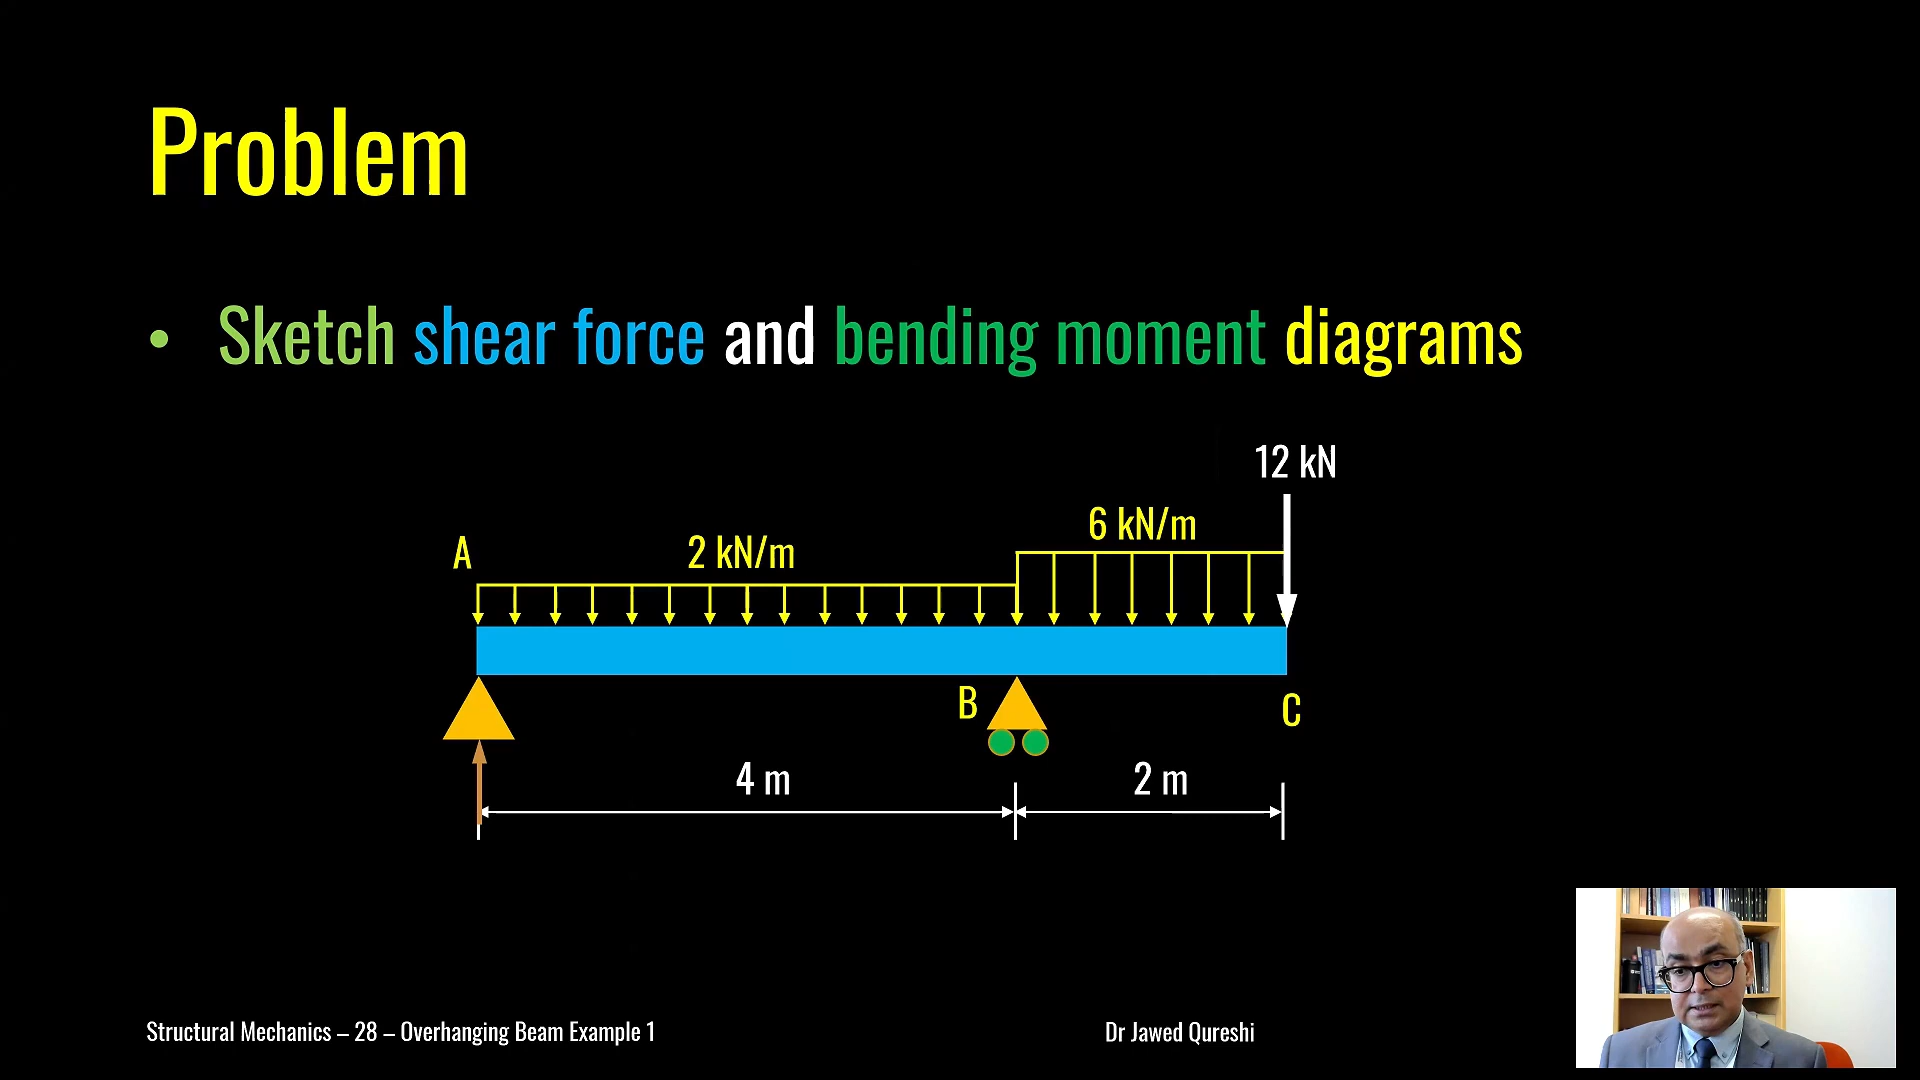 Problem
• Sketch shear force and bending moment diagrams
12 kN
6 kN/m
A
2 kN/m
B
C
4 m
2 m
Structural Mechanics – 28 – Overhanging Beam Example 1
Dr Jawed Qureshi